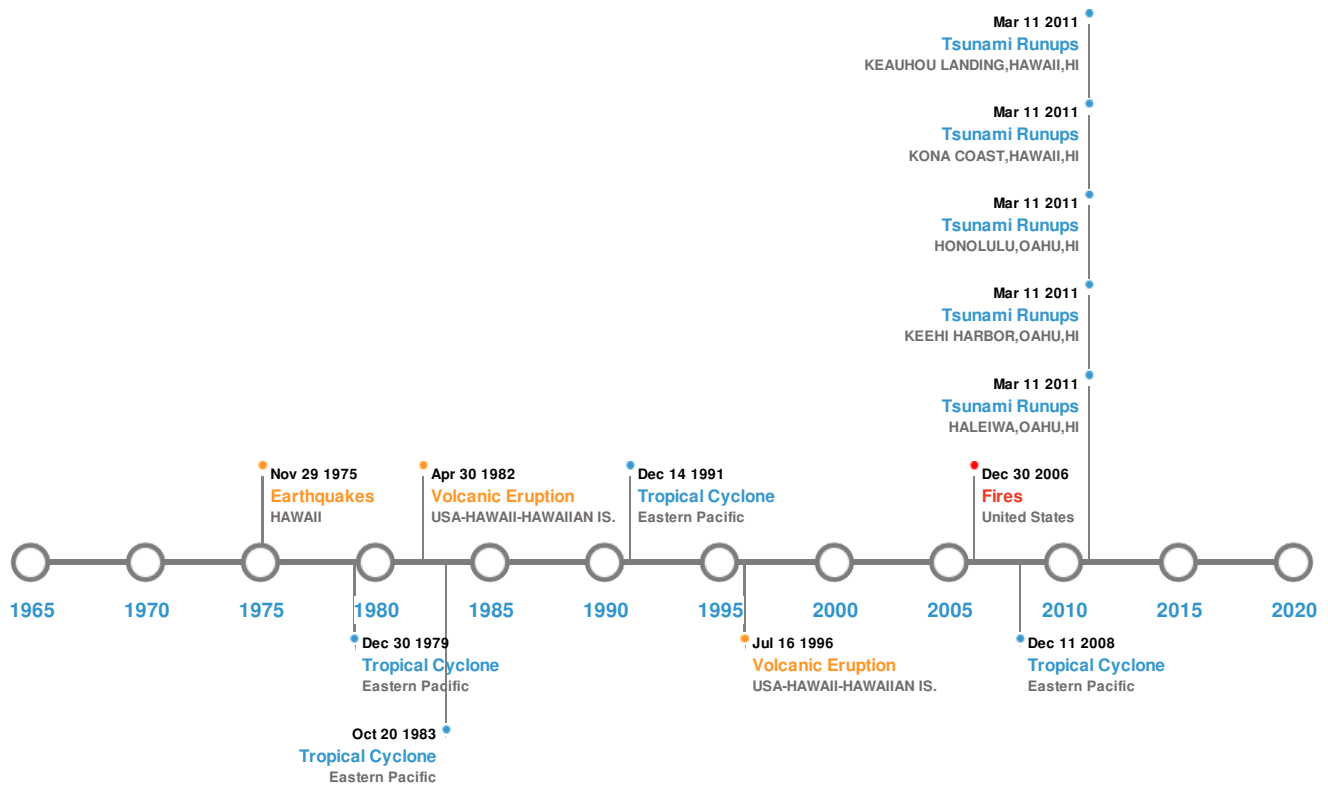 Mar 11 2011
Tsunami Runups
KEAUHOU LANDING,HAWAII,HI
Mar 11 2011
Tsunami Runups
KONA COAST,HAWAII,HI
Mar 11 2011
Tsunami Runups
HONOLULU,OAHU,HI
Mar 11 2011
Tsunami Runups
KEEHI HARBOR,OAHU,HI
Mar 11 2011
Tsunami Runups
HALEIWA,OAHU,HI
Nov 29 1975
Earthquakes
HAWAII
Apr 30 1982
Volcanic Eruption
USA-HAWAII-HAWAIIAN IS.
Dec 14 1991
Tropical Cyclone
Eastern Pacific
Dec 30 2006
Fires
United States
1965 1970 1975 1980 1985 1990 1995 2000 2005 2010 2015 2020
Dec 30 1979
Tropical Cyclone
Eastern Pacific
Jul 16 1996
Volcanic Eruption
USA-HAWAII-HAWAIIAN IS.
Dec 11 2008
Tropical Cyclone
Eastern Pacific
Oct 20 1983
Tropical Cyclone
Eastern Pacific